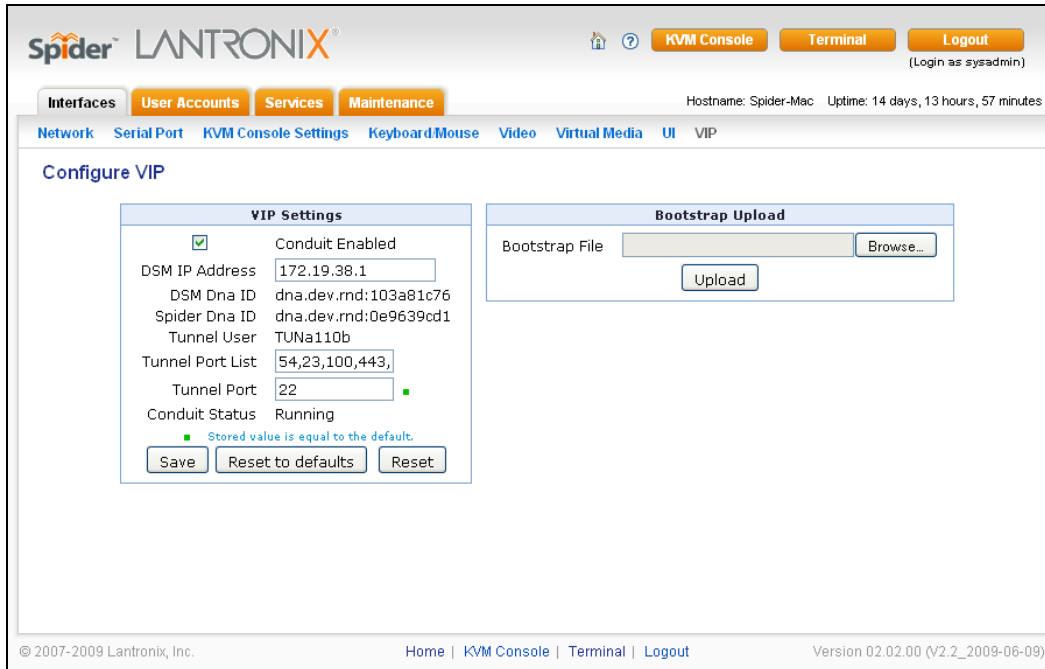 Spider™ LANTRONIX®
KVM Console Terminal Logout
(Login as sysadmin)
Interfaces User Accounts Services Maintenance Hostname: Spider-Mac Uptime: 14 days, 13 hours, 57 minutes
Network Serial Port KVM Console Settings Keyboard/Mouse Video Virtual Media UI VIP
Configure VIP
VIP Settings
Conduit Enabled
DSM IP Address 172.19.38.1
DSM Dna ID dna.dev.rnd:103a81c76
Spider Dna ID dna.dev.rnd:0e9639cd1
Tunnel User TUNa110b
Tunnel Port List 54,23,100,443,
Tunnel Port 22
Conduit Status Running
Stored value is equal to the default.
Save Reset to defaults Reset
Bootstrap Upload
Bootstrap File Browse...
Upload
© 2007-2009 Lantronix, Inc. Home | KVM Console | Terminal | Logout Version 02.02.00 (V2.2_2009-06-09)